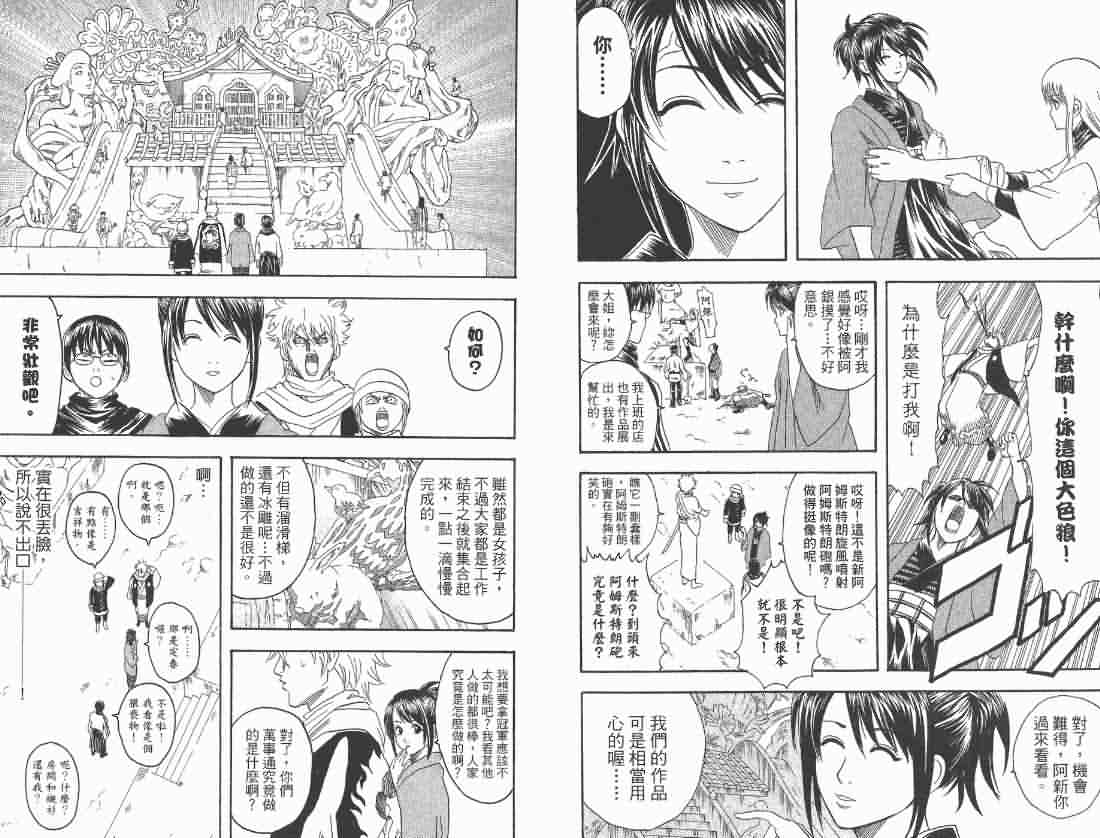 你……
幹什麼啊！你這個大色狼！
為什麼是打我啊！
哎呀…剛才我
感覺好像被阿
銀摸了…不好
意思。
阿妙！
大姐，妳怎
麼會來呢？
我上班的店
也有作品展
出，我是來
幫忙的。
哎呀！這不是新阿
姆斯特朗旋風噴射
阿姆斯特朗砲嗎？
做得挺像的呢！
不是吧！
很明顯根本
就不是！
瞧它一副蠢樣
，阿姆斯特朗
砲實在有夠好
笑的。
什麼？到頭來
阿姆斯特朗砲
究竟是什麼？
對了，機會
難得，阿新你
過來看看。
我們的作品
可是相當用
心的喔……
如何？
非常壯觀吧。
雖然都是女孩子，
不過大家都是工作
結束之後就集合起
來，一點一滴慢慢
完成的。
不但有溜滑梯，
還有冰雕呢…不過
做的還不是很好。
我想要拿冠軍應該不
太可能吧？我看其他
人做的都很棒，人家
究竟是怎麼做的啊？
對了，你們
萬事通究竟做
的是什麼啊？
啊…
嗯？吧？
就是那個
啊。
有……
有點像是
吉祥物。
啊……
那是定春
喔？
不是啦！
我看像是個
猥褻物！
呃？什麼？
房間和襯衫
還有我？
實在很丟臉，
所以說不出口
……！